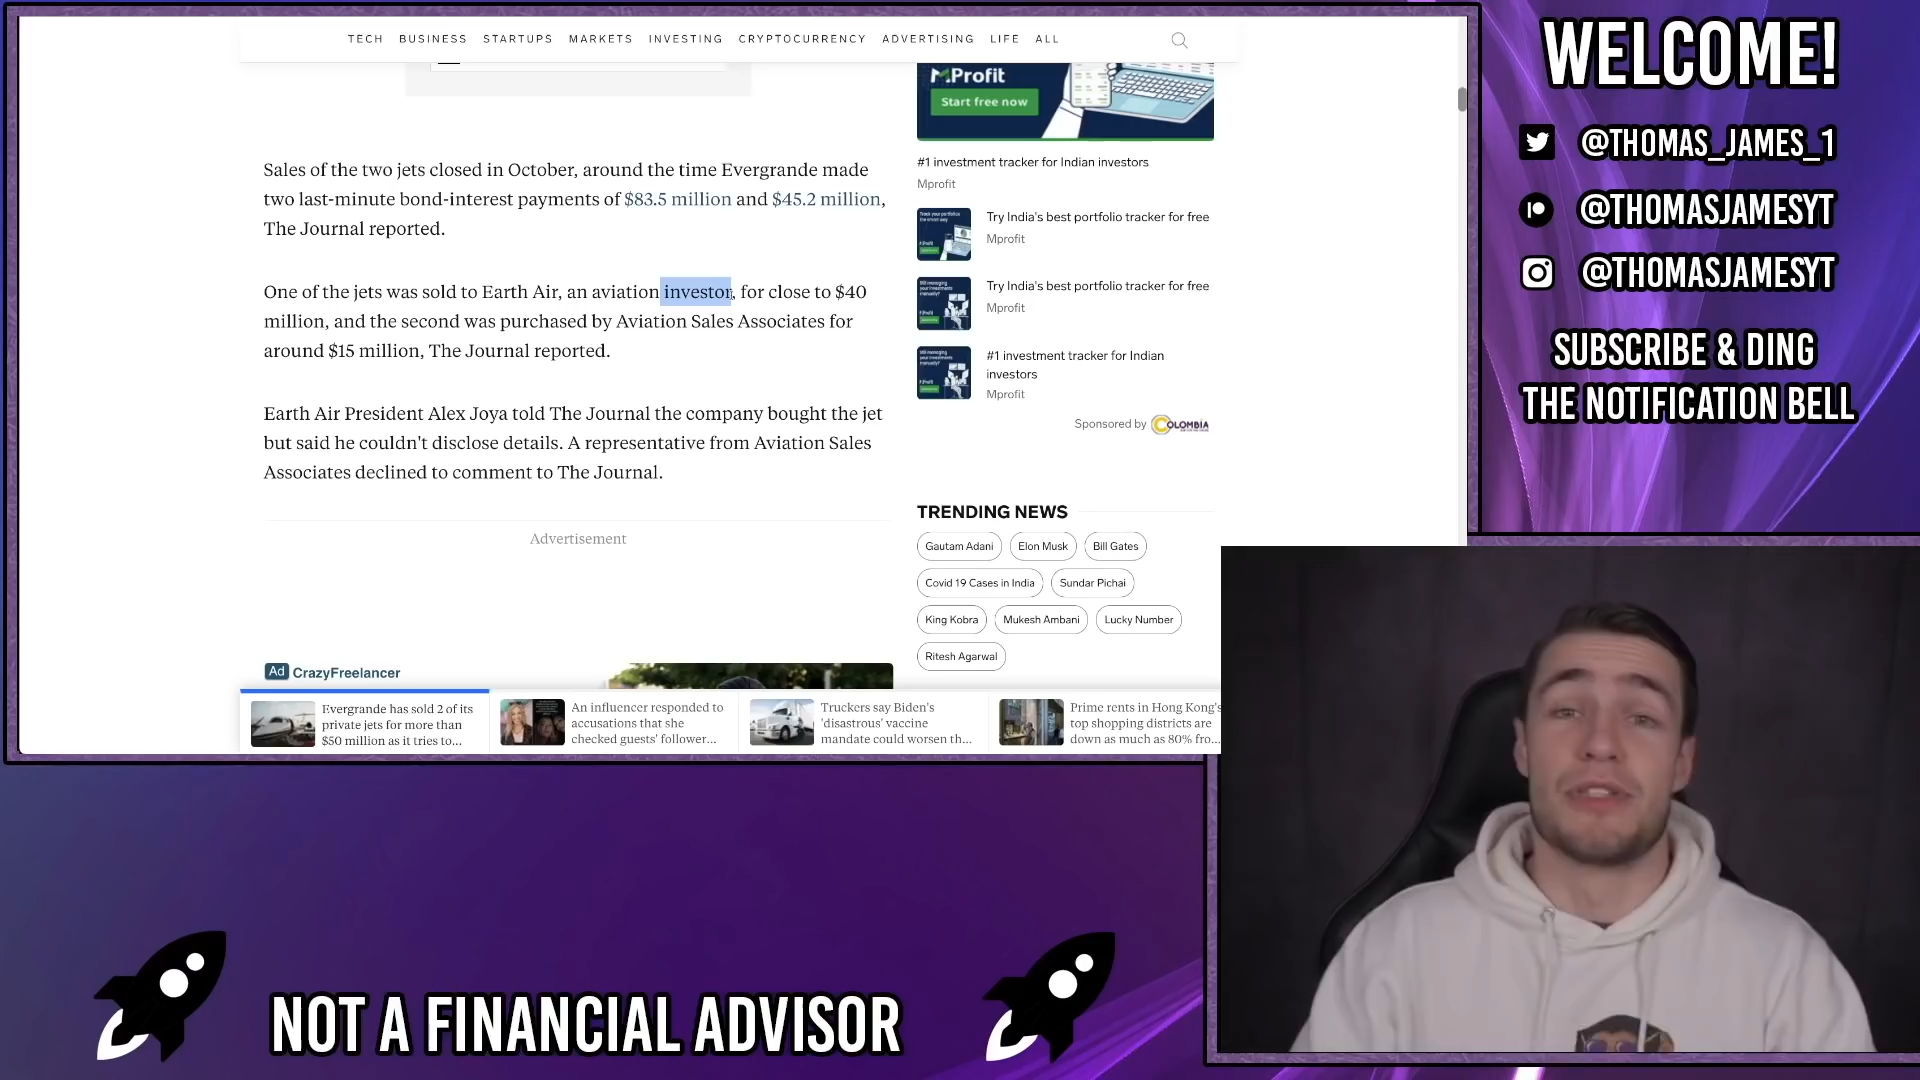 TECH BUSINESS STARTUPS MARKETS INVESTING CRYPTOCURRENCY ADVERTISING LIFE ALL
Sales of the two jets closed in October, around the time Evergrande made
two last-minute bond-interest payments of $83.5 million and $45.2 million,
The Journal reported.
One of the jets was sold to Earth Air, an aviation investor, for close to $40
million, and the second was purchased by Aviation Sales Associates for
around $15 million, The Journal reported.
Earth Air President Alex Joya told The Journal the company bought the jet
but said he couldn't disclose details. A representative from Aviation Sales
Associates declined to comment to The Journal.
Advertisement
Ad CrazyFreelancer
MProfit
Start free now
#1 investment tracker for Indian investors
Mprofit
Try India's best portfolio tracker for free
Mprofit
Try India's best portfolio tracker for free
Mprofit
#1 investment tracker for Indian
investors
Mprofit
Sponsored by COLOMBIA
TRENDING NEWS
Gautam Adani Elon Musk Bill Gates
Covid 19 Cases in India Sundar Pichai
King Kobra Mukesh Ambani Lucky Number
Ritesh Agarwal
Evergrande has sold 2 of its
private jets for more than
$50 million as it tries to...
An influencer responded to
accusations that she
checked guests' follower...
Truckers say Biden's
'disastrous' vaccine
mandate could worsen th...
Prime rents in Hong Kong's
top shopping districts are
down as much as 80% fro...
WELCOME!
@THOMAS_JAMES_1
@THOMASJAMESYT
@THOMASJAMESYT
SUBSCRIBE & DING
THE NOTIFICATION BELL
NOT A FINANCIAL ADVISOR